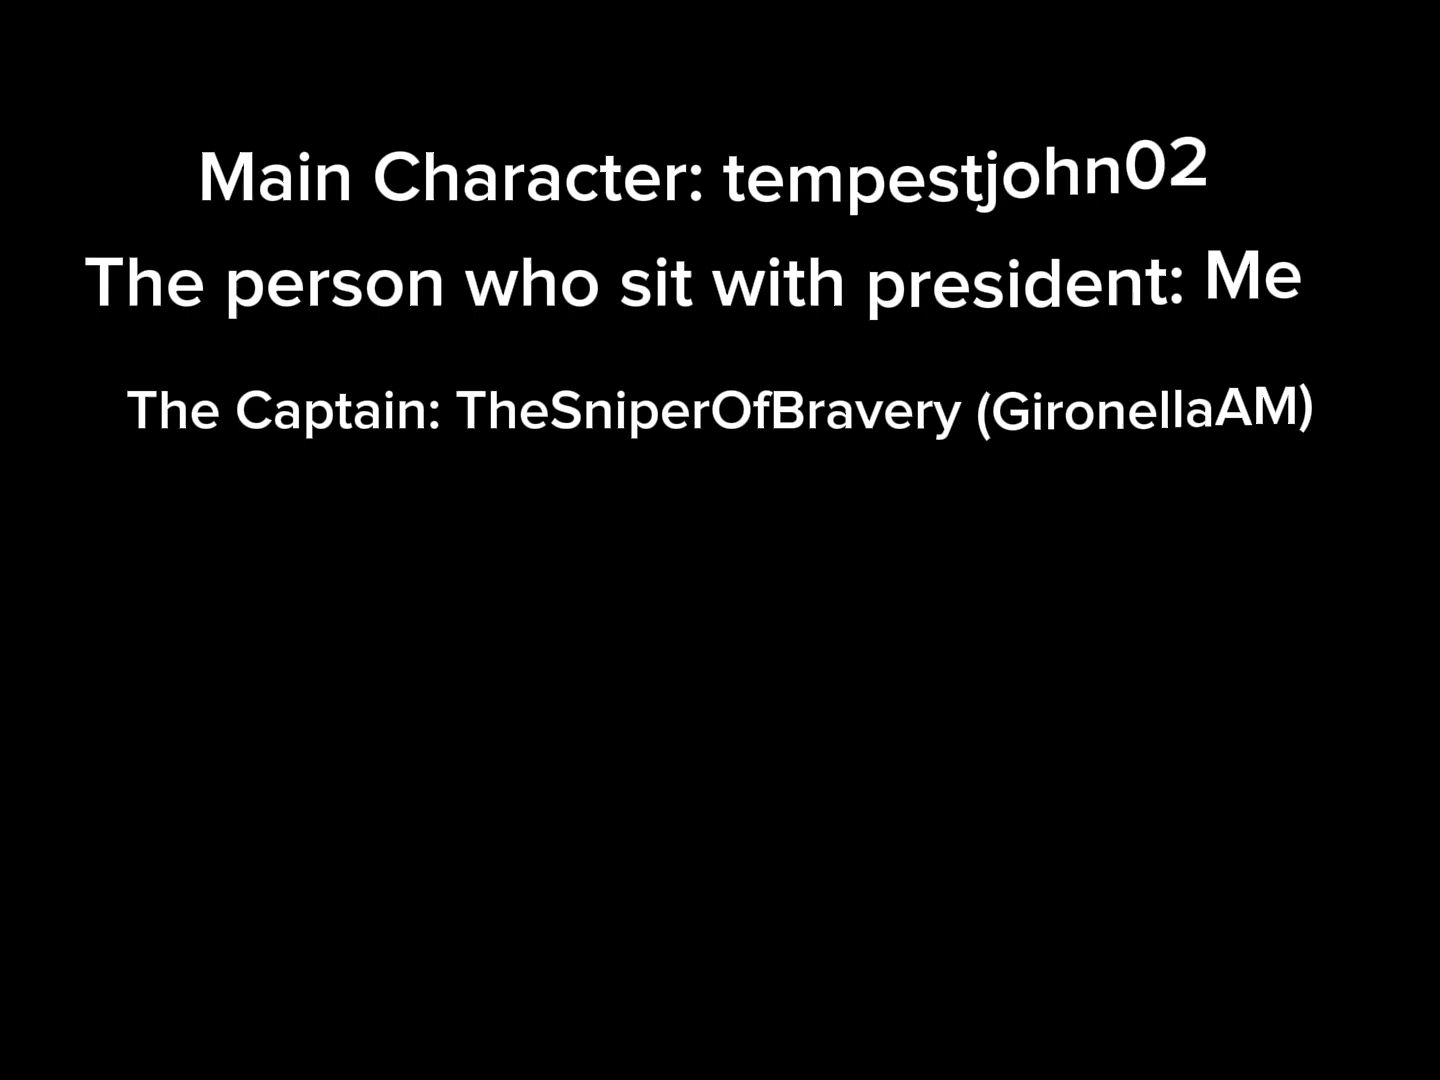 Main Character: tempestjohn02
The person who sit with president: Me
The Captain: TheSniperOfBravery (GironellaAM)